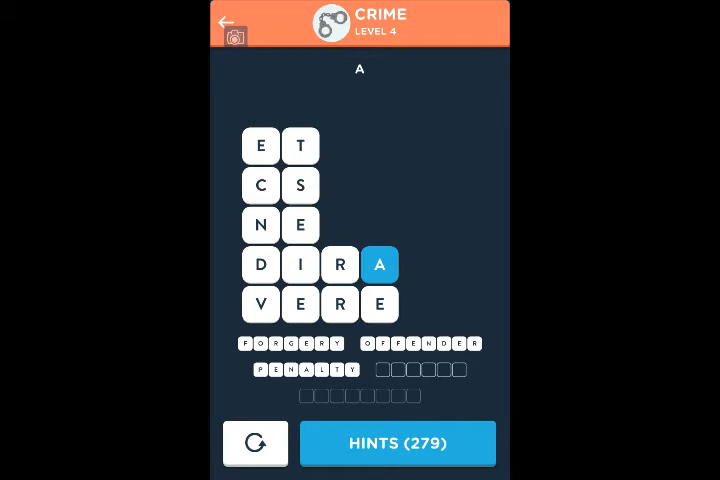 CRIME
LEVEL 4
A
E T
C S
N E
D I R A
V E R E
FORGERY OFFENDER
PENALTY
HINTS (279)